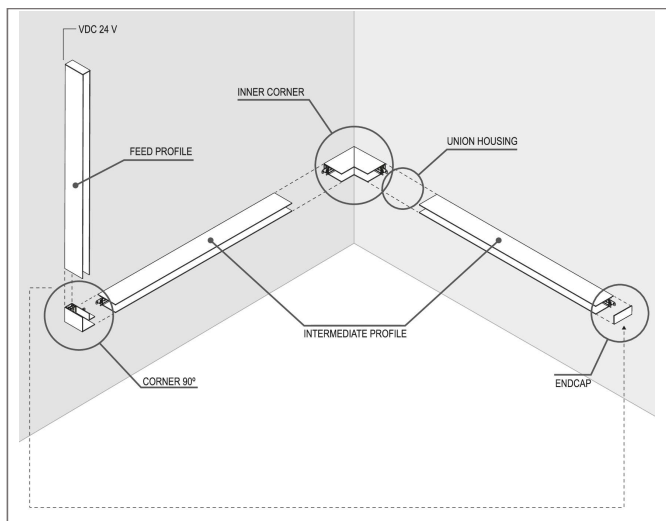 VDC 24 V
INNER CORNER
UNION HOUSING
FEED PROFILE
INTERMEDIATE PROFILE
CORNER 90º
ENDCAP